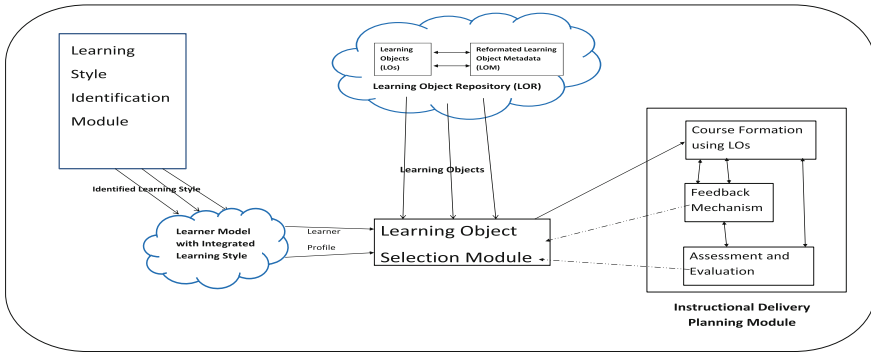 Learning
Style
Identification
Module
Learning
Objects
(LOs)
Reformated Learning
Object Metadata
(LOM)
Learning Object Repository (LOR)
Learning Objects
Identified Learning Style
Learner Model
with Integrated
Learning Style
Learner
Profile
Learning Object
Selection Module
Course Formation
using LOs
Feedback
Mechanism
Assessment and
Evaluation
Instructional Delivery
Planning Module